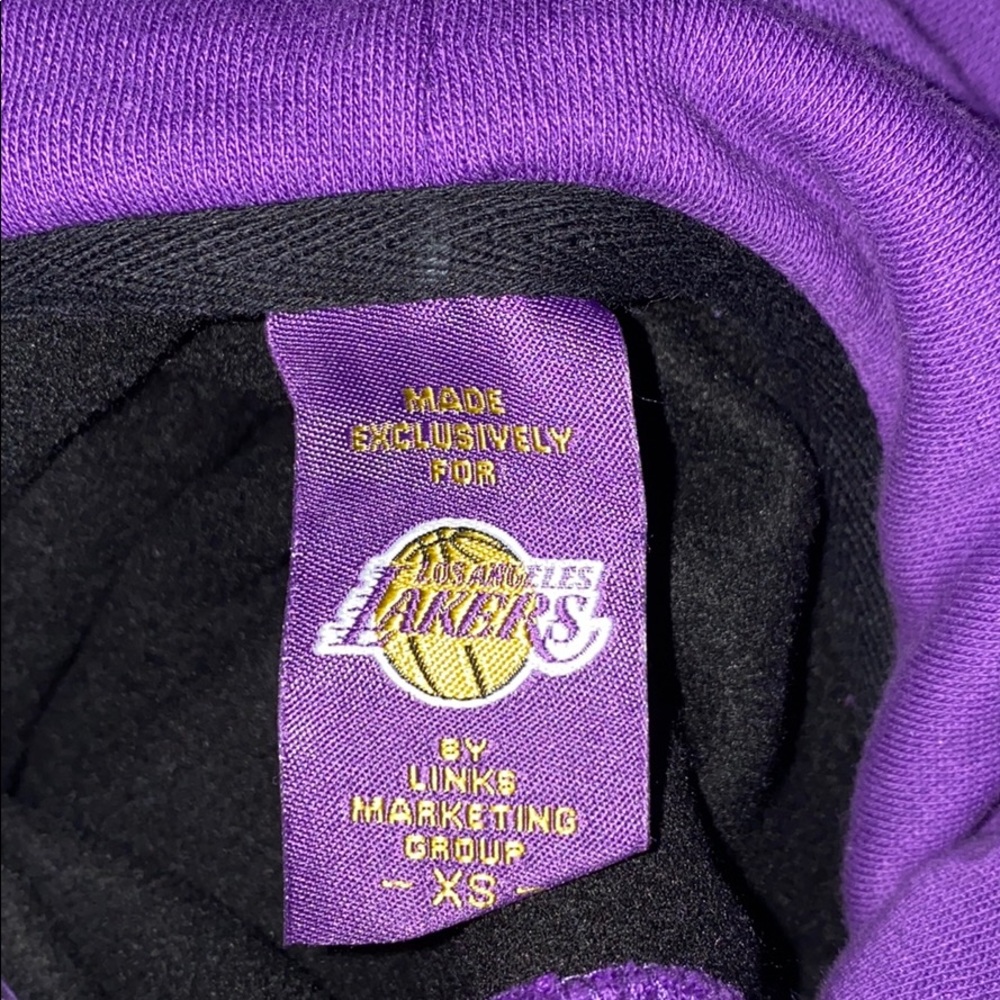 MADE
EXCLUSIVELY
FOR
LOS ANGELES
LAKERS
BY
LINKS
MARKETING
GROUP
- XS -